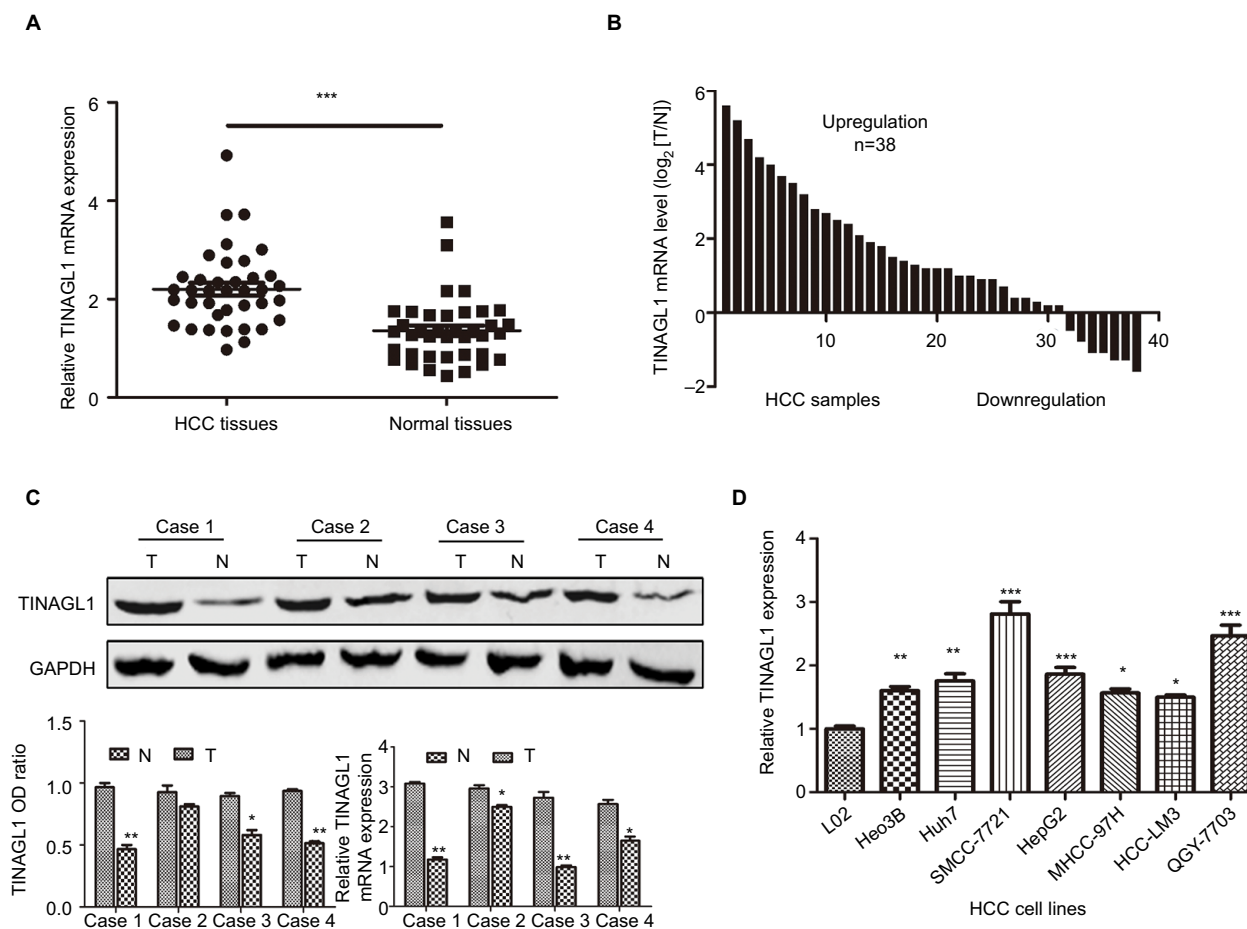 A
Relative TINAGL1 mRNA expression
6
4
2
0
***
HCC tissues
Normal tissues
B
TINAGL1 mRNA level (log2 [T/N])
6
4
2
0
–2
Upregulation
n=38
10
20
30
40
HCC samples
Downregulation
C
Case 1
Case 2
Case 3
Case 4
T N T N T N T N
TINAGL1
GAPDH
TINAGL1 OD ratio
1.5
1.0
0.5
0.0
N T
**
*
**
Case 1 Case 2 Case 3 Case 4
Relative TINAGL1
mRNA expression
4
3
2
1
0
N T
**
*
**
*
Case 1 Case 2 Case 3 Case 4
D
Relative TINAGL1 expression
4
3
2
1
0
**
**
***
***
*
*
***
L02
Heo3B
Huh7
SMCC-7721
HepG2
MHCC-97H
HCC-LM3
QGY-7703
HCC cell lines